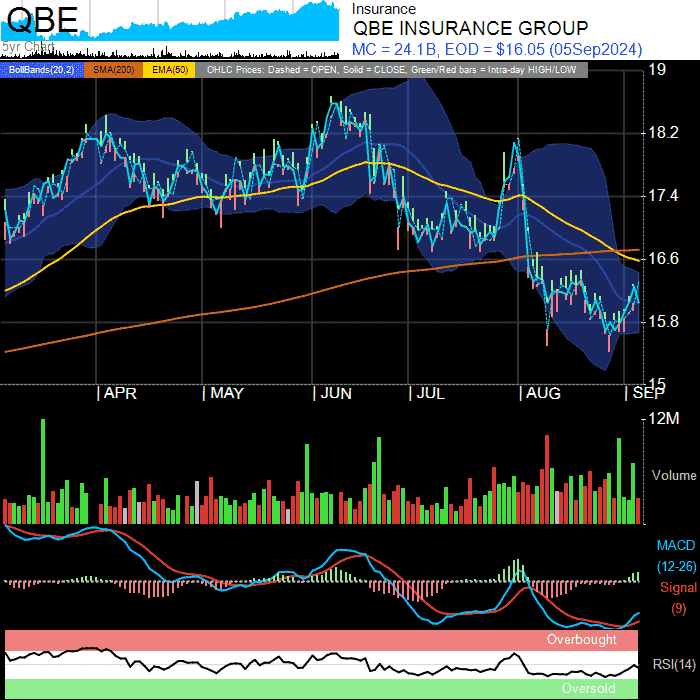 QBE
byr Chart
Insurance
QBE INSURANCE GROUP
MC = 24.1B, EOD = $16.05 (05Sep2024)
BollBands(20,2) SMA(200) EMA(50) OHLC Prices: Dashed = OPEN, Solid = CLOSE, Green/Red bars = Intra-day HIGH/LOW
19
18.2
17.4
16.6
15.8
15
APR MAY JUN JUL AUG SEP
12M
Volume
MACD
(12-26)
Signal
(9)
Overbought
RSI(14)
Oversold